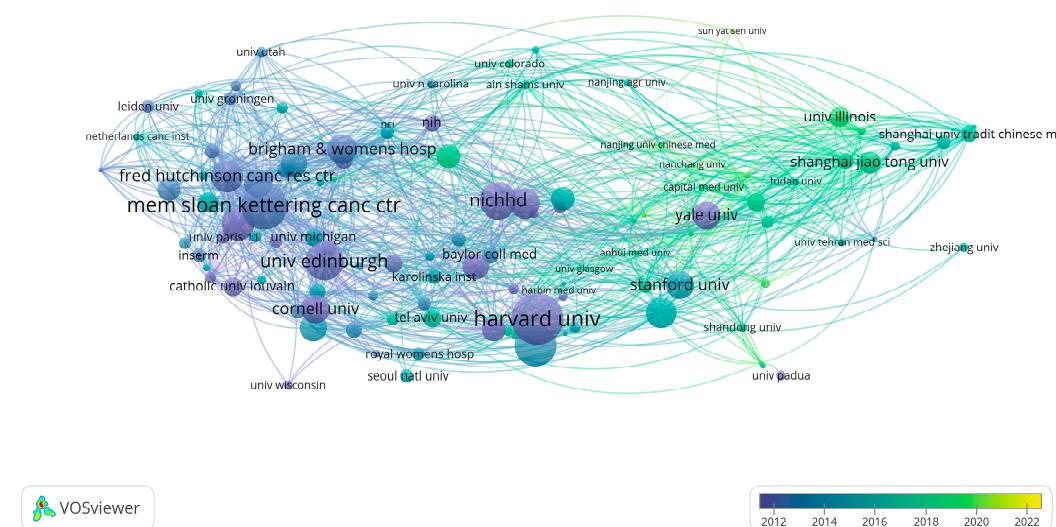 sun yat sen univ
univ utah
univ colorado
univ n carolina
ain shams univ
nanjing agr univ
leiden univ
univ groningen
univ illinois
nci
nih
netherlands canc inst
shanghai univ tradit chinese m
brigham & womens hosp
nanjing univ chinese med
shanghai jiao tong univ
nanchang univ
fred hutchinson canc res ctr
capital med univ
fudan univ
nichhd
mem sloan kettering canc ctr
yale univ
univ paris 11
univ michigan
univ tehran med sci
zhejiang univ
inserm
baylor coll med
anhui med univ
univ edinburgh
univ glasgow
karolinska inst
catholic univ louvain
stanford univ
harbin med univ
cornell univ
tel aviv univ
harvard univ
shandong univ
royal womens hosp
seoul natl univ
univ padua
univ wisconsin
VOSviewer
2012 2014 2016 2018 2020 2022